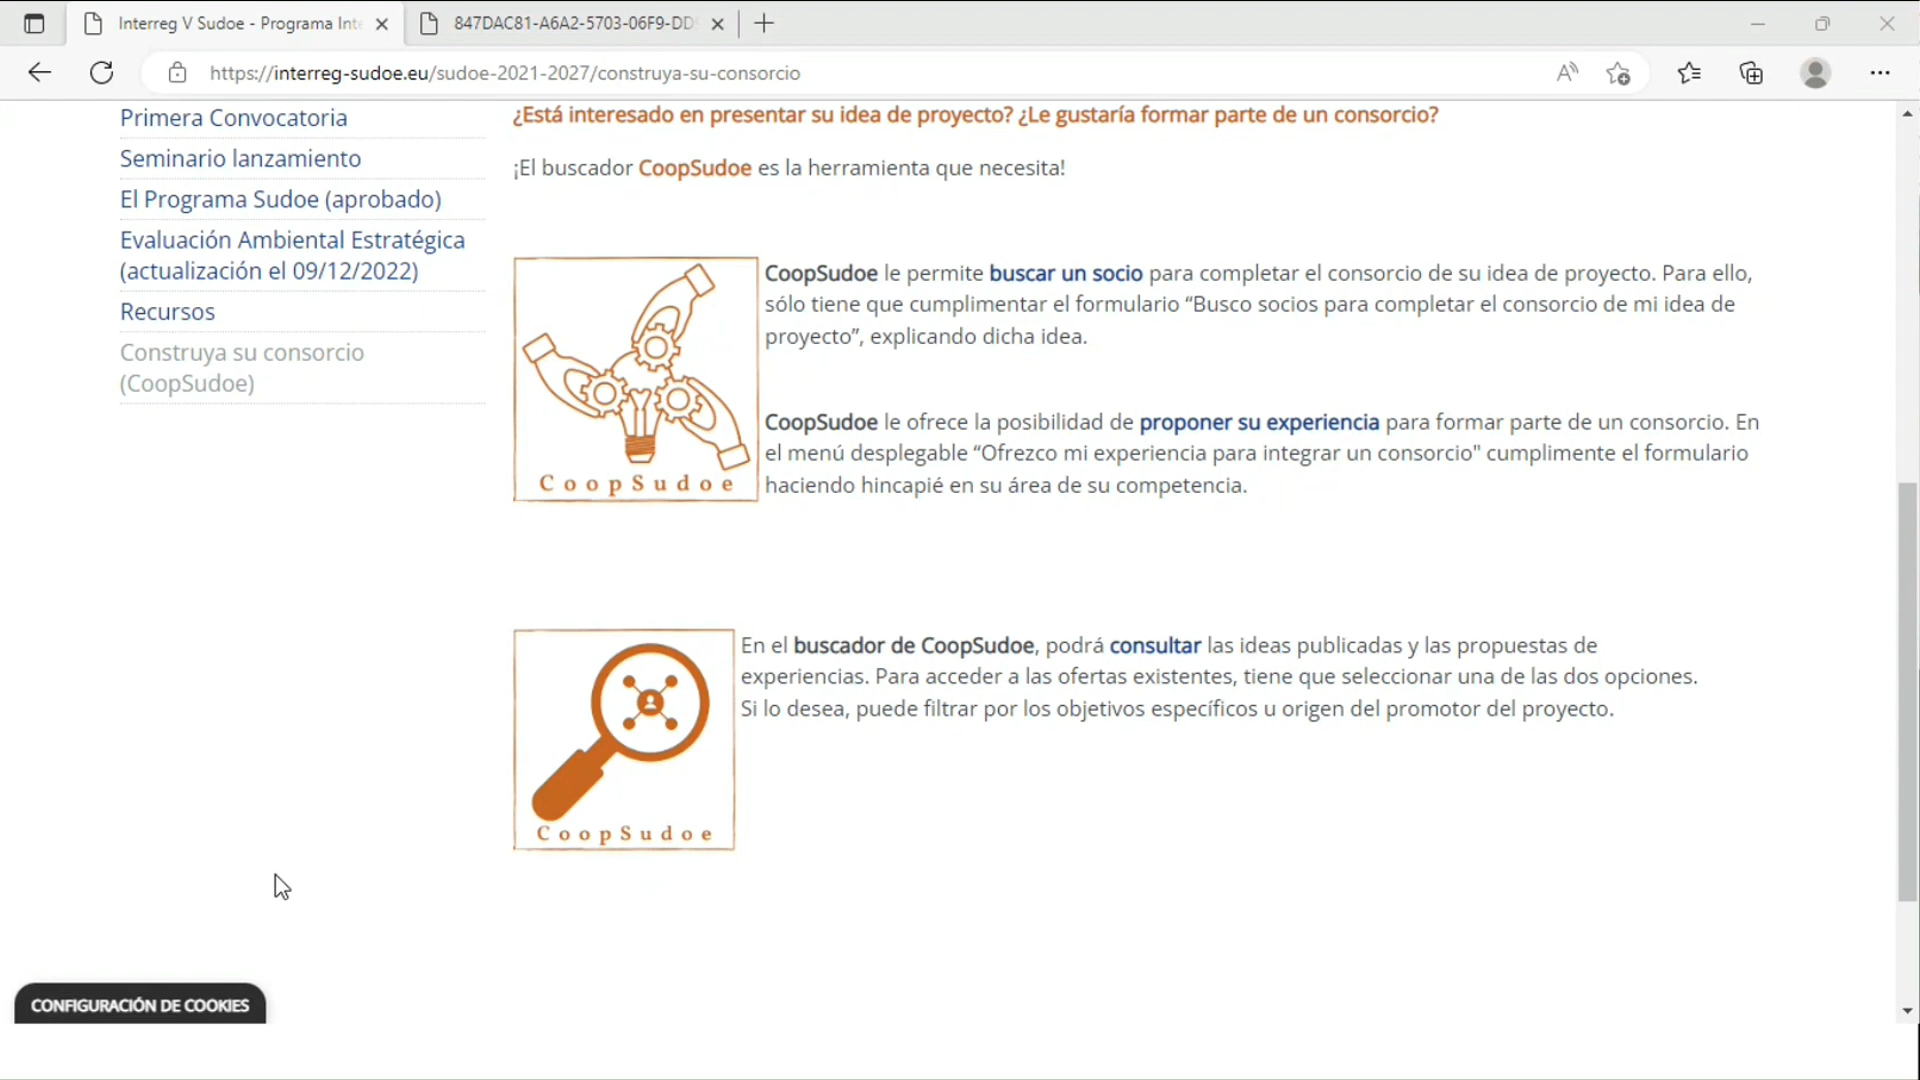 Interreg V Sudoe - Programa Inte
847DAC81-A6A2-5703-06F9-DD
https://interreg-sudoe.eu/sudoe-2021-2027/construya-su-consorcio
Primera Convocatoria
Seminario lanzamiento
El Programa Sudoe (aprobado)
Evaluación Ambiental Estratégica
(actualización el 09/12/2022)
Recursos
Construya su consorcio
(CoopSudoe)
¿Está interesado en presentar su idea de proyecto? ¿Le gustaría formar parte de un consorcio?
¡El buscador CoopSudoe es la herramienta que necesita!
CoopSudoe
CoopSudoe le permite buscar un socio para completar el consorcio de su idea de proyecto. Para ello,
sólo tiene que cumplimentar el formulario “Busco socios para completar el consorcio de mi idea de
proyecto”, explicando dicha idea.
CoopSudoe le ofrece la posibilidad de proponer su experiencia para formar parte de un consorcio. En
el menú desplegable “Ofrezco mi experiencia para integrar un consorcio" cumplimente el formulario
haciendo hincapié en su área de su competencia.
CoopSudoe
En el buscador de CoopSudoe, podrá consultar las ideas publicadas y las propuestas de
experiencias. Para acceder a las ofertas existentes, tiene que seleccionar una de las dos opciones.
Si lo desea, puede filtrar por los objetivos específicos u origen del promotor del proyecto.
CONFIGURACIÓN DE COOKIES